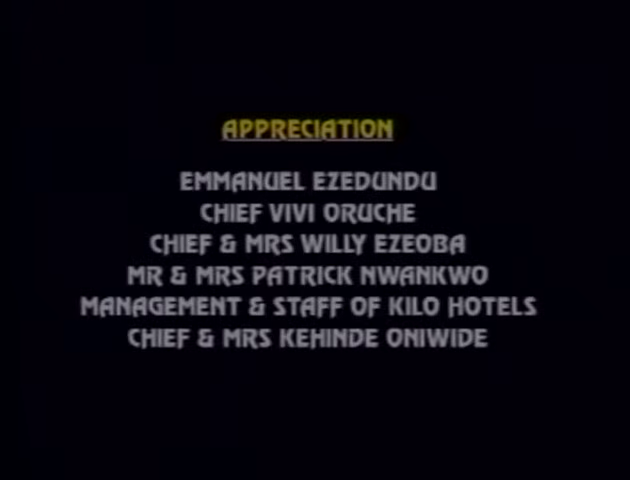 APPRECIATION
EMMANUEL EZEDUNDU
CHIEF VIVI ORUCHE
CHIEF & MRS WILLY EZEOBA
MR & MRS PATRICK NWANKWO
MANAGEMENT & STAFF OF KILO HOTELS
CHIEF & MRS KEHINDE ONIWIDE